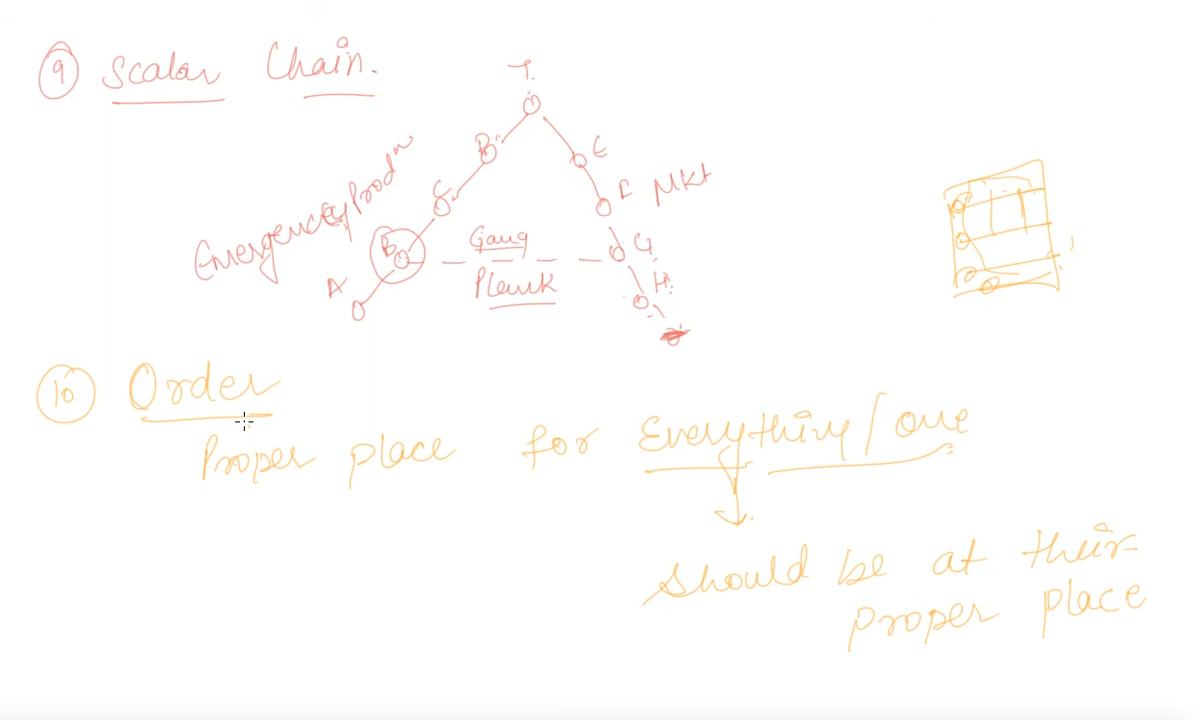 9 Scalar Chain.
T.
B
E
C
Emergency Prodn
F Mkt
B
Gang
G
Plank
A
H
10 Order
Proper place for Everything/one
should be at their
proper place